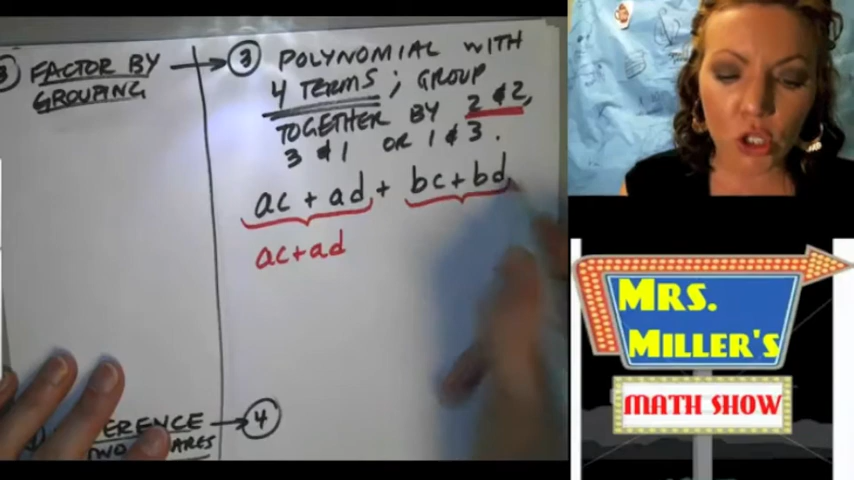 3 FACTOR BY
GROUPING
3 POLYNOMIAL WITH
4 TERMS; GROUP
TOGETHER BY 2 & 2,
3 & 1 OR 1 & 3.
ac + ad + bc + bd
ac+ad
4
MRS.
MILLER'S
MATH SHOW